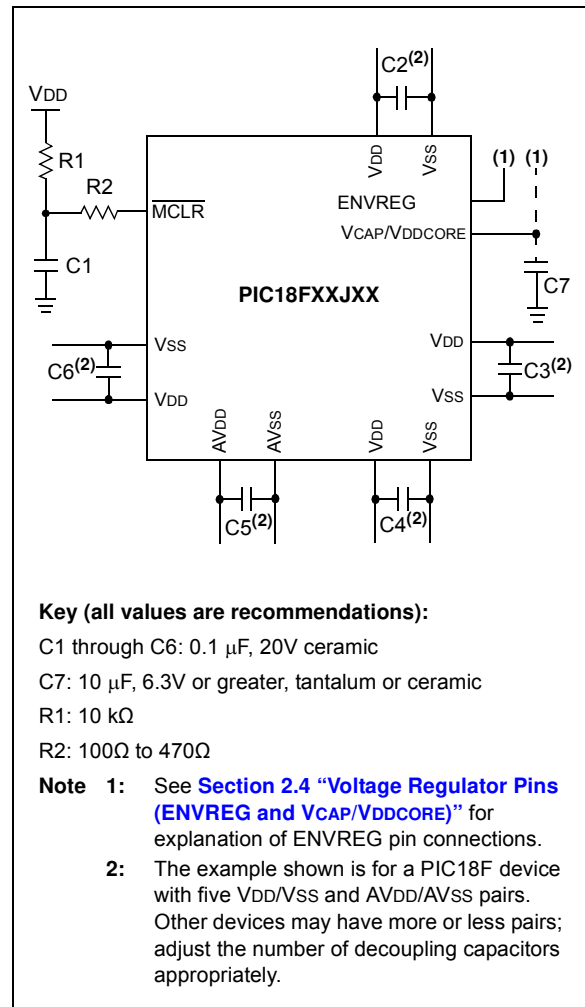 C2(2)
VDD
R1
R2
C1
VDD
VSS
(1) (1)
MCLR
ENVREG
VCAP/VDDCORE
C7
PIC18FXXJXX
VSS
VDD
C6(2)
C3(2)
VDD
VSS
AVDD
AVSS
VDD
VSS
C5(2)
C4(2)
Key (all values are recommendations):
C1 through C6: 0.1 μF, 20V ceramic
C7: 10 μF, 6.3V or greater, tantalum or ceramic
R1: 10 kΩ
R2: 100Ω to 470Ω
Note 1: See Section 2.4 “Voltage Regulator Pins
(ENVREG and VCAP/VDDCORE)” for
explanation of ENVREG pin connections.
2: The example shown is for a PIC18F device
with five VDD/VSS and AVDD/AVSS pairs.
Other devices may have more or less pairs;
adjust the number of decoupling capacitors
appropriately.